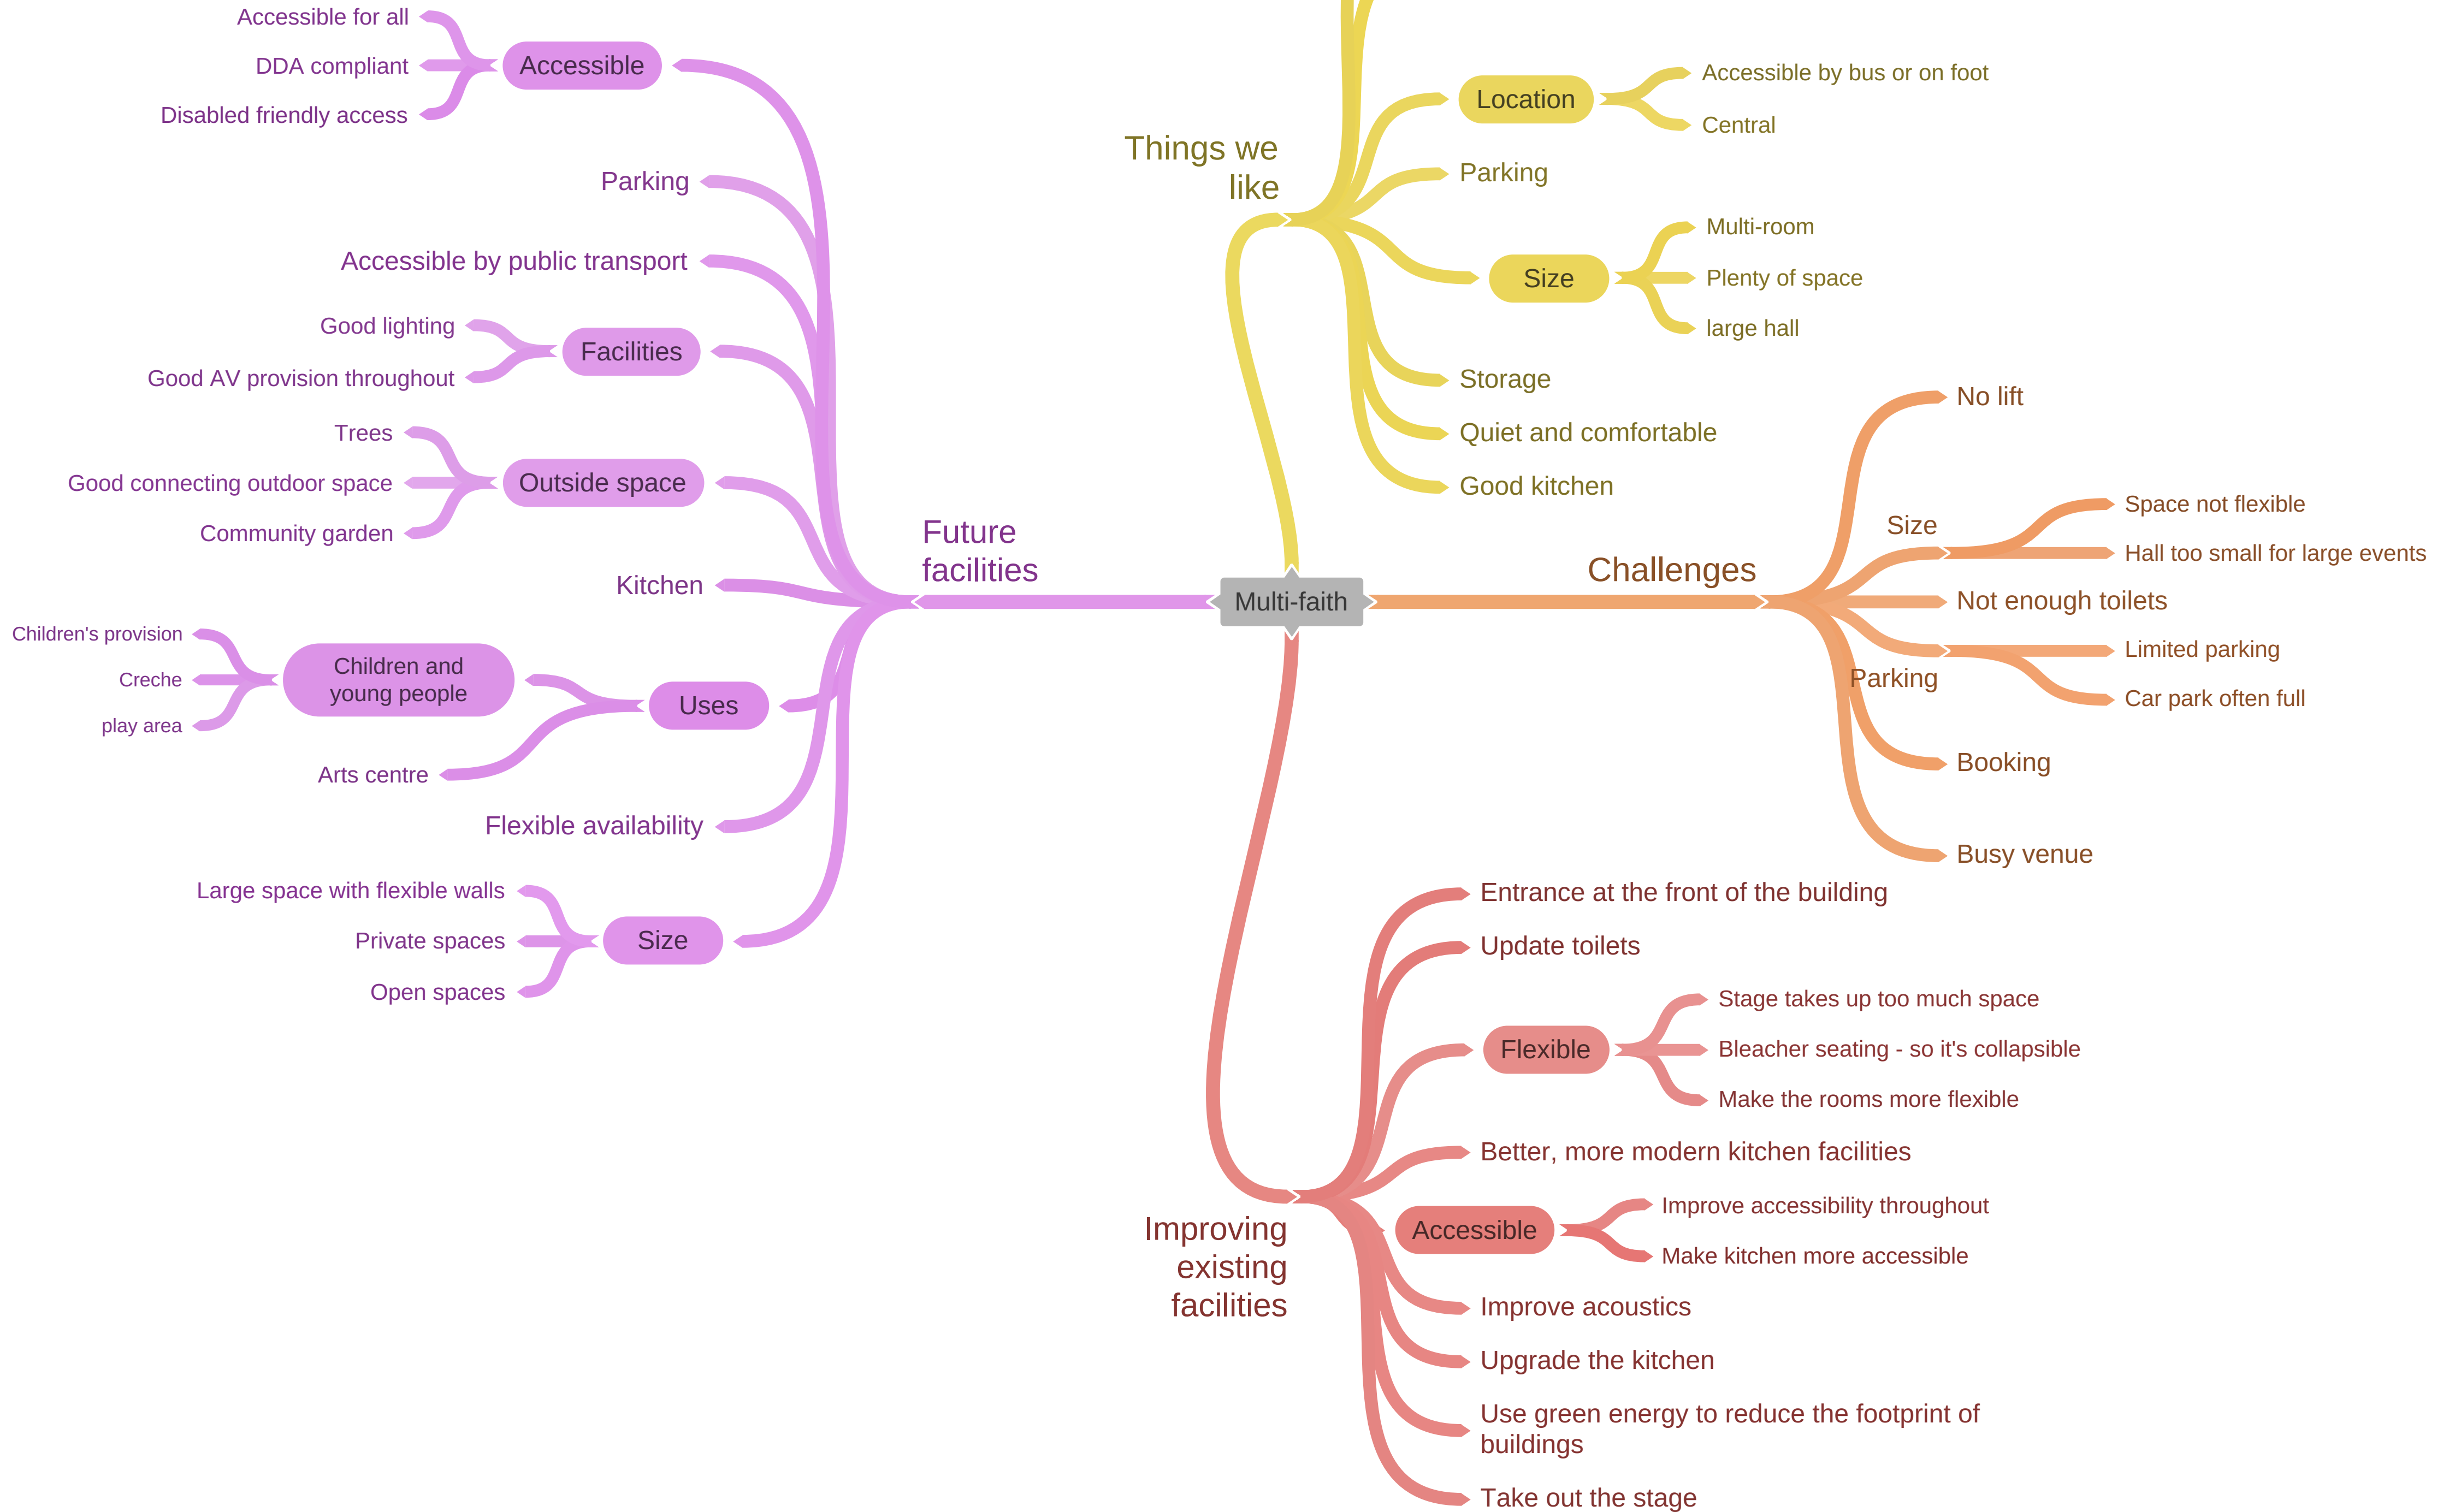 Accessible for all
DDA compliant
Disabled friendly access
Accessible
Parking
Accessible by public transport
Good lighting
Good AV provision throughout
Facilities
Trees
Good connecting outdoor space
Community garden
Outside space
Kitchen
Children's provision
Creche
play area
Children and
young people
Arts centre
Uses
Flexible availability
Large space with flexible walls
Private spaces
Open spaces
Size
Future
facilities
Multi-faith
Things we
like
Location
Accessible by bus or on foot
Central
Parking
Size
Multi-room
Plenty of space
large hall
Storage
Quiet and comfortable
Good kitchen
Challenges
No lift
Size
Space not flexible
Hall too small for large events
Not enough toilets
Parking
Limited parking
Car park often full
Booking
Busy venue
Improving
existing
facilities
Entrance at the front of the building
Update toilets
Flexible
Stage takes up too much space
Bleacher seating - so it's collapsible
Make the rooms more flexible
Better, more modern kitchen facilities
Accessible
Improve accessibility throughout
Make kitchen more accessible
Improve acoustics
Upgrade the kitchen
Use green energy to reduce the footprint of
buildings
Take out the stage